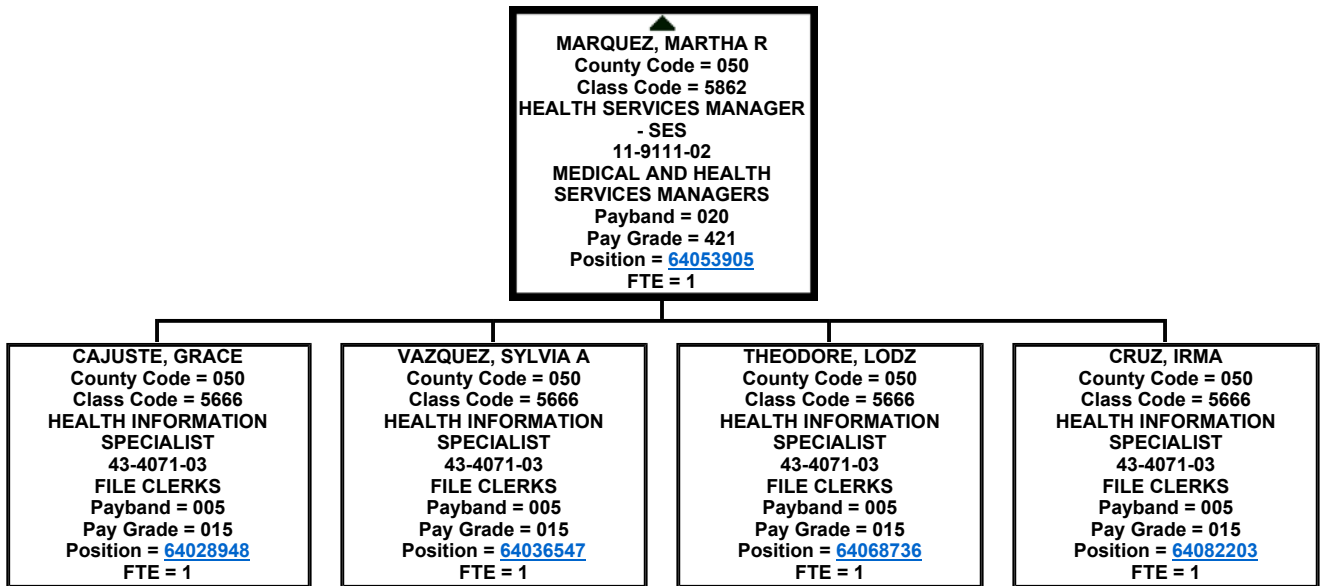 MARQUEZ, MARTHA R
County Code = 050
Class Code = 5862
HEALTH SERVICES MANAGER
- SES
11-9111-02
MEDICAL AND HEALTH
SERVICES MANAGERS
Payband = 020
Pay Grade = 421
Position = 64053905
FTE = 1
CAJUSTE, GRACE
County Code = 050
Class Code = 5666
HEALTH INFORMATION
SPECIALIST
43-4071-03
FILE CLERKS
Payband = 005
Pay Grade = 015
Position = 64028948
FTE = 1
VAZQUEZ, SYLVIA A
County Code = 050
Class Code = 5666
HEALTH INFORMATION
SPECIALIST
43-4071-03
FILE CLERKS
Payband = 005
Pay Grade = 015
Position = 64036547
FTE = 1
THEODORE, LODZ
County Code = 050
Class Code = 5666
HEALTH INFORMATION
SPECIALIST
43-4071-03
FILE CLERKS
Payband = 005
Pay Grade = 015
Position = 64068736
FTE = 1
CRUZ, IRMA
County Code = 050
Class Code = 5666
HEALTH INFORMATION
SPECIALIST
43-4071-03
FILE CLERKS
Payband = 005
Pay Grade = 015
Position = 64082203
FTE = 1